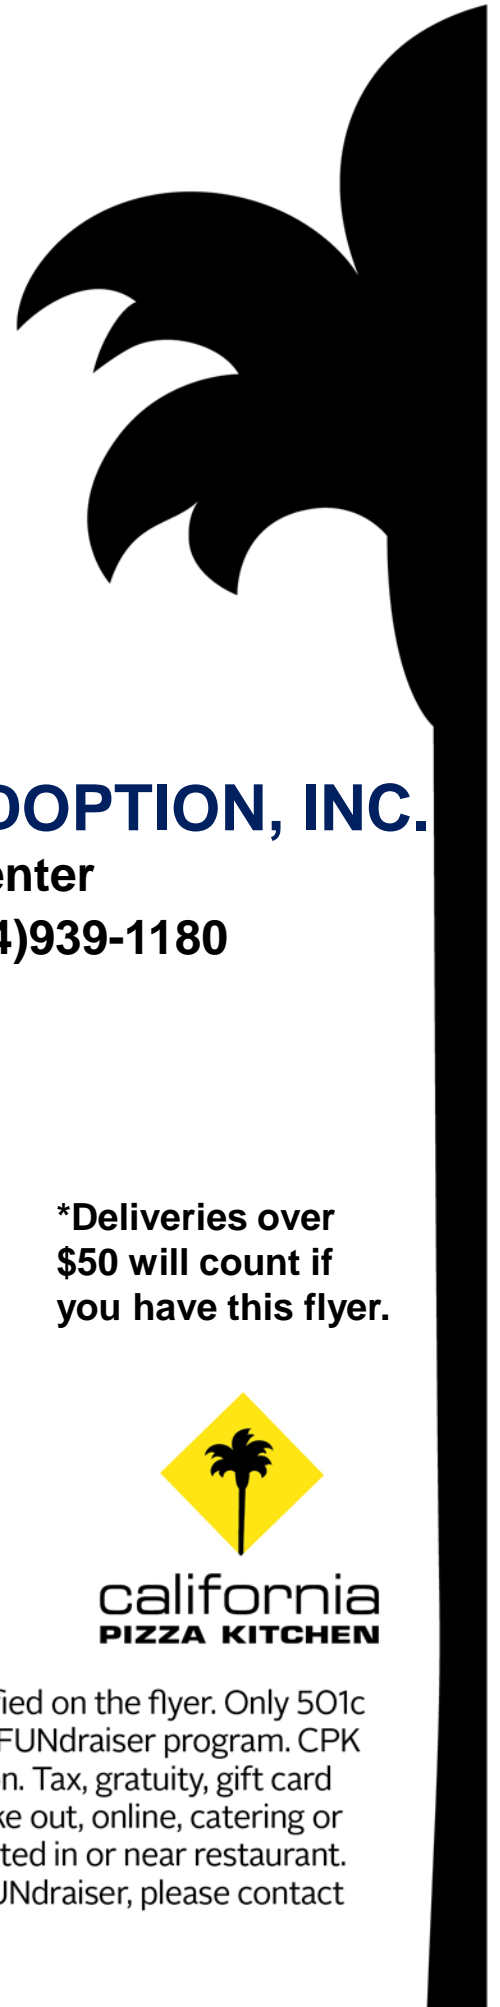 DOPTION, INC.
enter
4)939-1180
*Deliveries over
$50 will count if
you have this flyer.
california
PIZZA KITCHEN
fied on the flyer. Only 501c
FUNdraiser program. CPK
n. Tax, gratuity, gift card
ke out, online, catering or
ted in or near restaurant.
UNdraiser, please contact